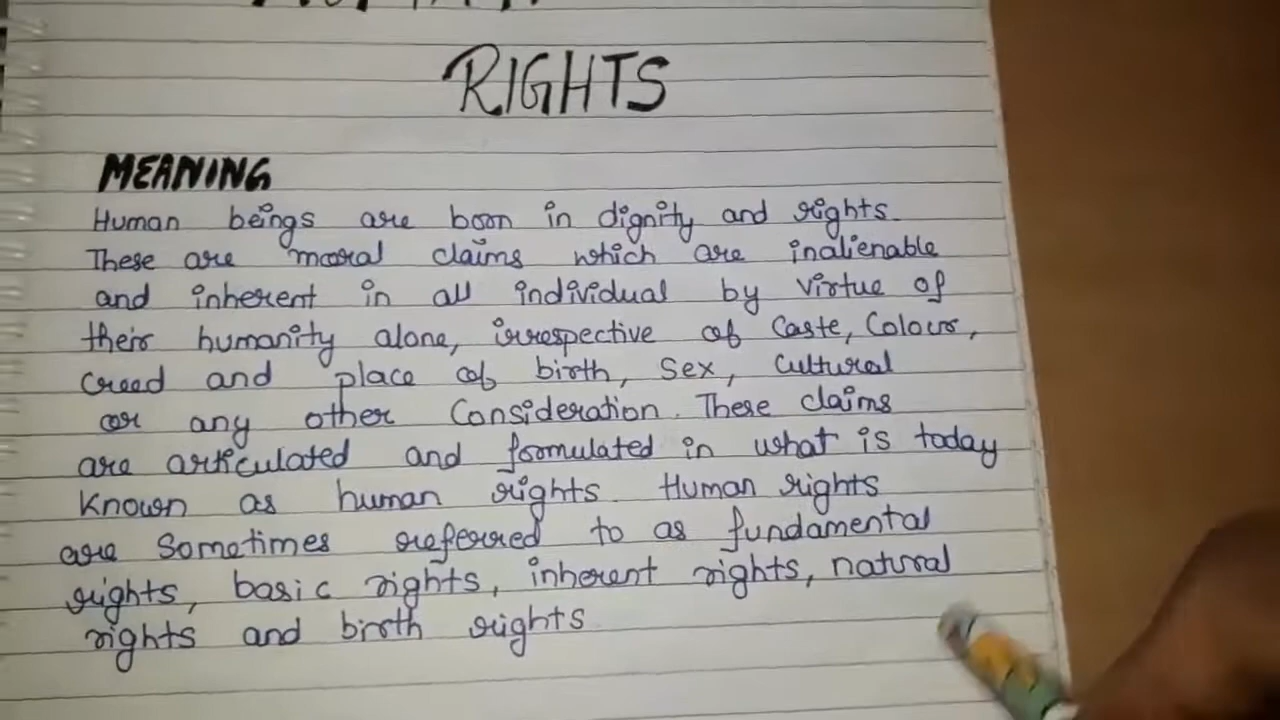 RIGHTS
MEANING
Human beings are born in dignity and rights.
These are moral claims which are inalienable
and inherent in all individual by virtue of
their humanity alone, irrespective of Caste, Colour,
Creed and place of birth, Sex, Cultural
or any other Consideration. These claims
are articulated and formulated in what is today
Known as human rights. Human rights
are Sometimes referred to as fundamental
rights, basic rights, inherent rights, natural
rights and birth rights